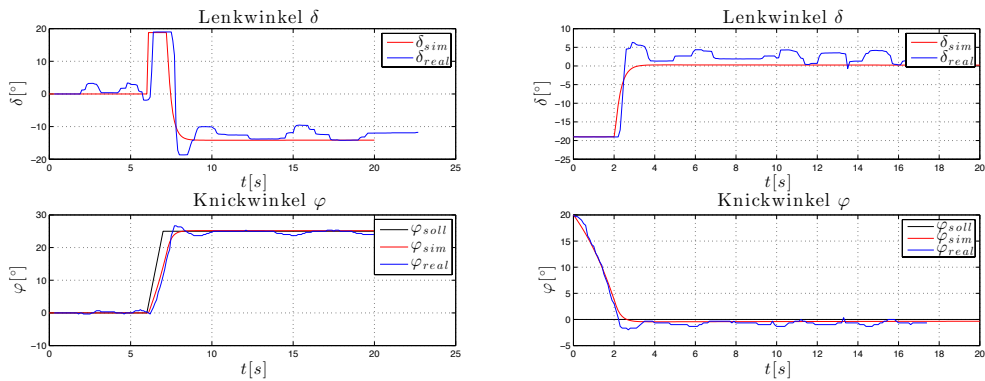 Lenkwinkel δ
20
10
0
−10
−20
δ[°]
δsim
δreal
0 5 10 15 20 25
t[s]
Knickwinkel φ
30
20
10
0
−10
φ[°]
φsoll
φsim
φreal
0 5 10 15 20 25
t[s]
Lenkwinkel δ
10
5
0
−5
−10
−15
−20
−25
δ[°]
δsim
δreal
0 2 4 6 8 10 12 14 16 18 20
t[s]
Knickwinkel φ
20
15
10
5
0
−5
φ[°]
φsoll
φsim
φreal
0 2 4 6 8 10 12 14 16 18 20
t[s]